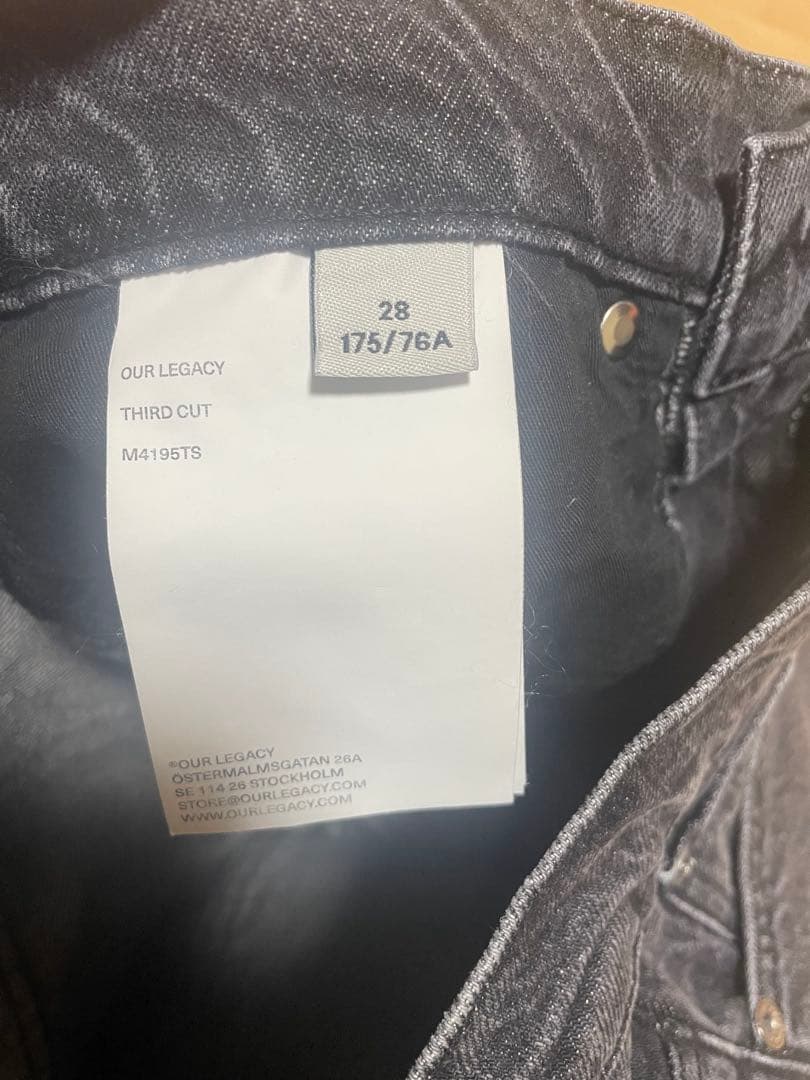 28
175/76A
OUR LEGACY
THIRD CUT
M4195TS
®OUR LEGACY
ÖSTERMALMSGATAN 26A
SE 114 26 STOCKHOLM
STORE@OURLEGACY.COM
WWW.OURLEGACY.COM